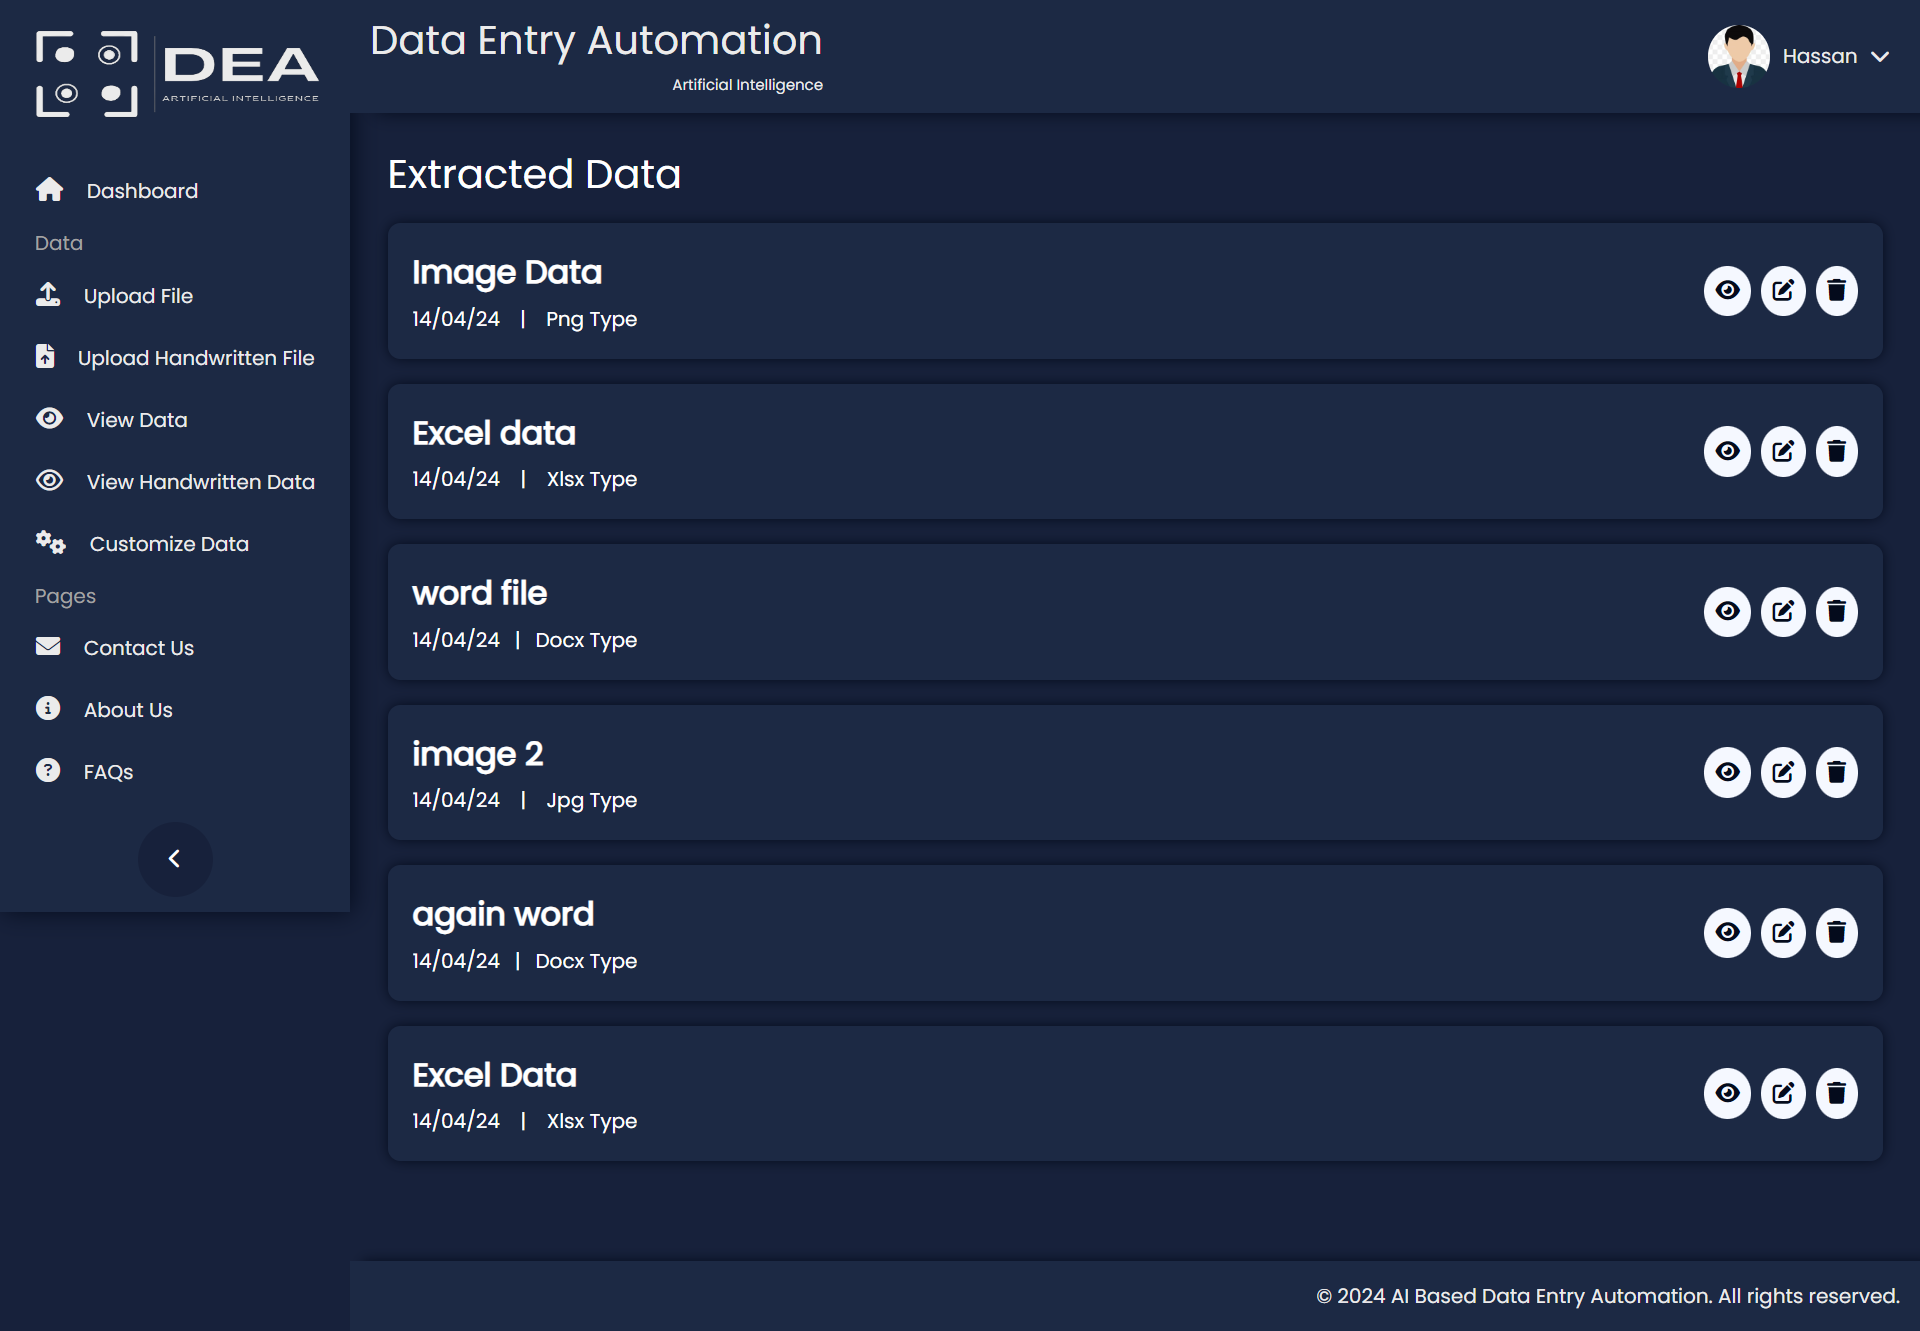 DEA
ARTIFICIAL INTELLIGENCE
Data Entry Automation
Artificial Intelligence
Hassan
Dashboard
Data
Upload File
Upload Handwritten File
View Data
View Handwritten Data
Customize Data
Pages
Contact Us
About Us
FAQs
Extracted Data
Image Data
14/04/24 | Png Type
Excel data
14/04/24 | Xlsx Type
word file
14/04/24 | Docx Type
image 2
14/04/24 | Jpg Type
again word
14/04/24 | Docx Type
Excel Data
14/04/24 | Xlsx Type
© 2024 AI Based Data Entry Automation. All rights reserved.